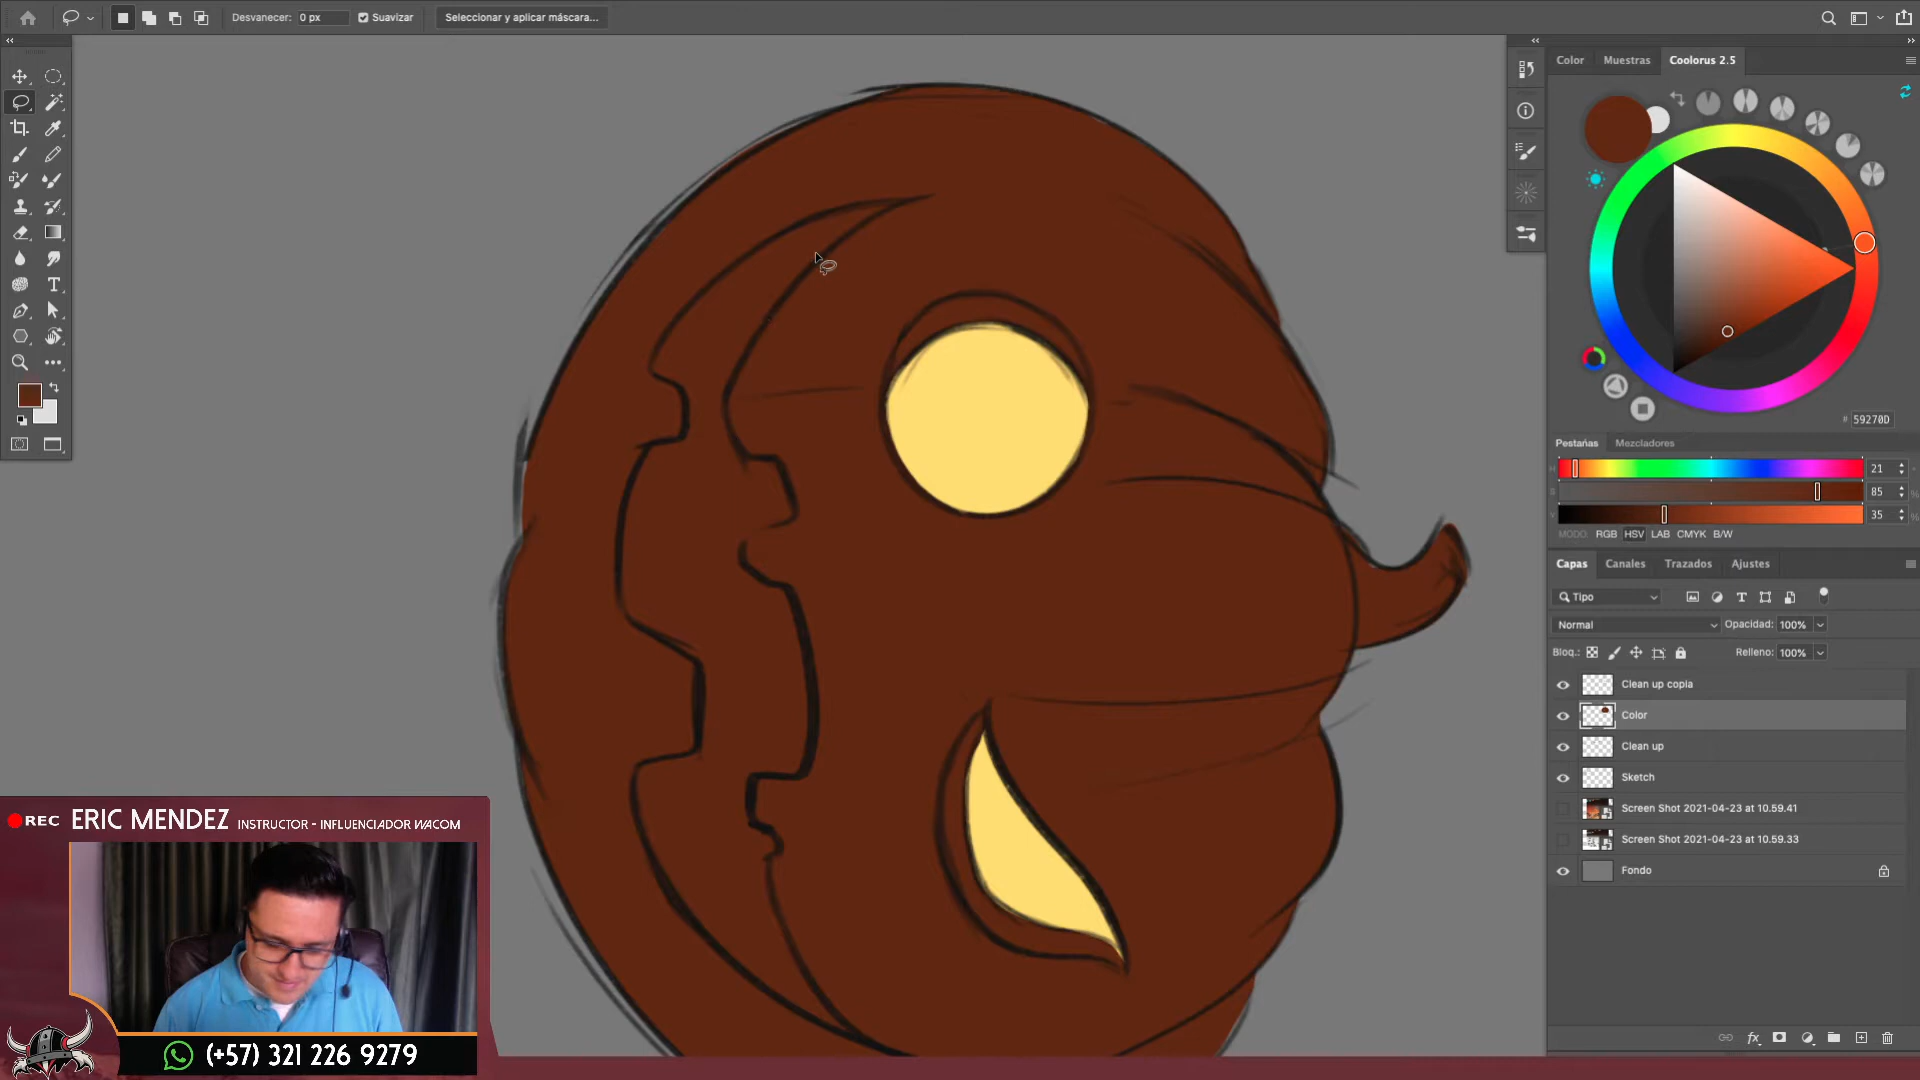 Desvanecer: 0 px Suavizar Seleccionar y aplicar máscara...
Color Muestras Coolorus 2.5
# 59270D
Pestañas Mezcladores
H 21 °
S 85 %
V 35 %
MODO: RGB HSV LAB CMYK B/W
Capas Canales Trazados Ajustes
Tipo
Normal Opacidad: 100%
Bloq.: Relleno: 100%
Clean up copia
Color
Clean up
Sketch
Screen Shot 2021-04-23 at 10.59.41
Screen Shot 2021-04-23 at 10.59.33
Fondo
REC ERIC MENDEZ INSTRUCTOR - INFLUENCIADOR WACOM
(+57) 321 226 9279